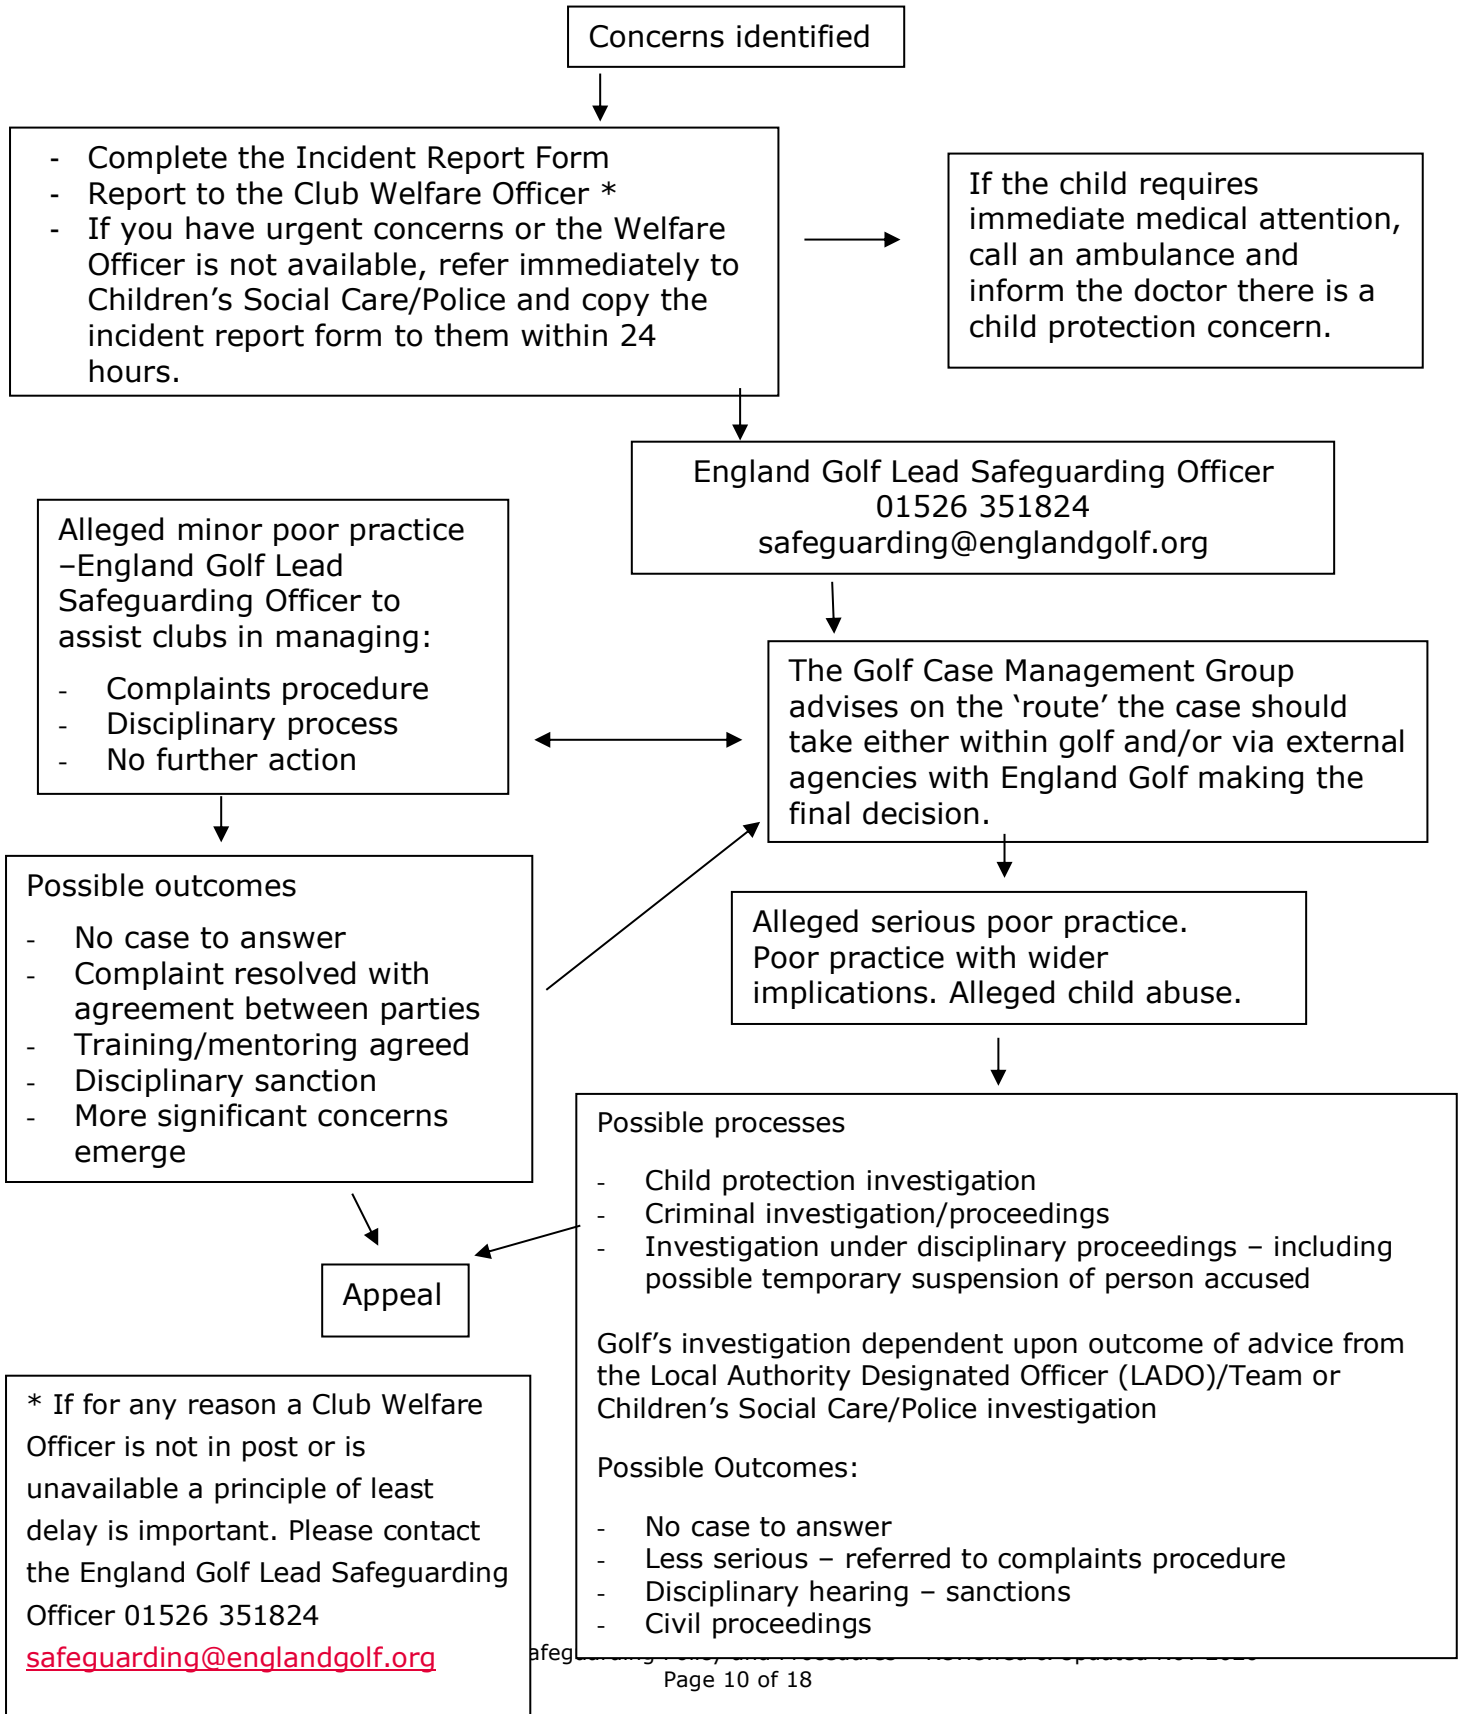 Concerns identified
- Complete the Incident Report Form
- Report to the Club Welfare Officer *
- If you have urgent concerns or the Welfare
Officer is not available, refer immediately to
Children’s Social Care/Police and copy the
incident report form to them within 24
hours.
If the child requires
immediate medical attention,
call an ambulance and
inform the doctor there is a
child protection concern.
England Golf Lead Safeguarding Officer
01526 351824
safeguarding@englandgolf.org
Alleged minor poor practice
–England Golf Lead
Safeguarding Officer to
assist clubs in managing:
- Complaints procedure
- Disciplinary process
- No further action
The Golf Case Management Group
advises on the ‘route’ the case should
take either within golf and/or via external
agencies with England Golf making the
final decision.
Possible outcomes
- No case to answer
- Complaint resolved with
agreement between parties
- Training/mentoring agreed
- Disciplinary sanction
- More significant concerns
emerge
Alleged serious poor practice.
Poor practice with wider
implications. Alleged child abuse.
Possible processes
- Child protection investigation
- Criminal investigation/proceedings
- Investigation under disciplinary proceedings – including
possible temporary suspension of person accused
Golf’s investigation dependent upon outcome of advice from
the Local Authority Designated Officer (LADO)/Team or
Children’s Social Care/Police investigation
Possible Outcomes:
- No case to answer
- Less serious – referred to complaints procedure
- Disciplinary hearing – sanctions
- Civil proceedings
Appeal
* If for any reason a Club Welfare
Officer is not in post or is
unavailable a principle of least
delay is important. Please contact
the England Golf Lead Safeguarding
Officer 01526 351824
safeguarding@englandgolf.org
Page 10 of 18